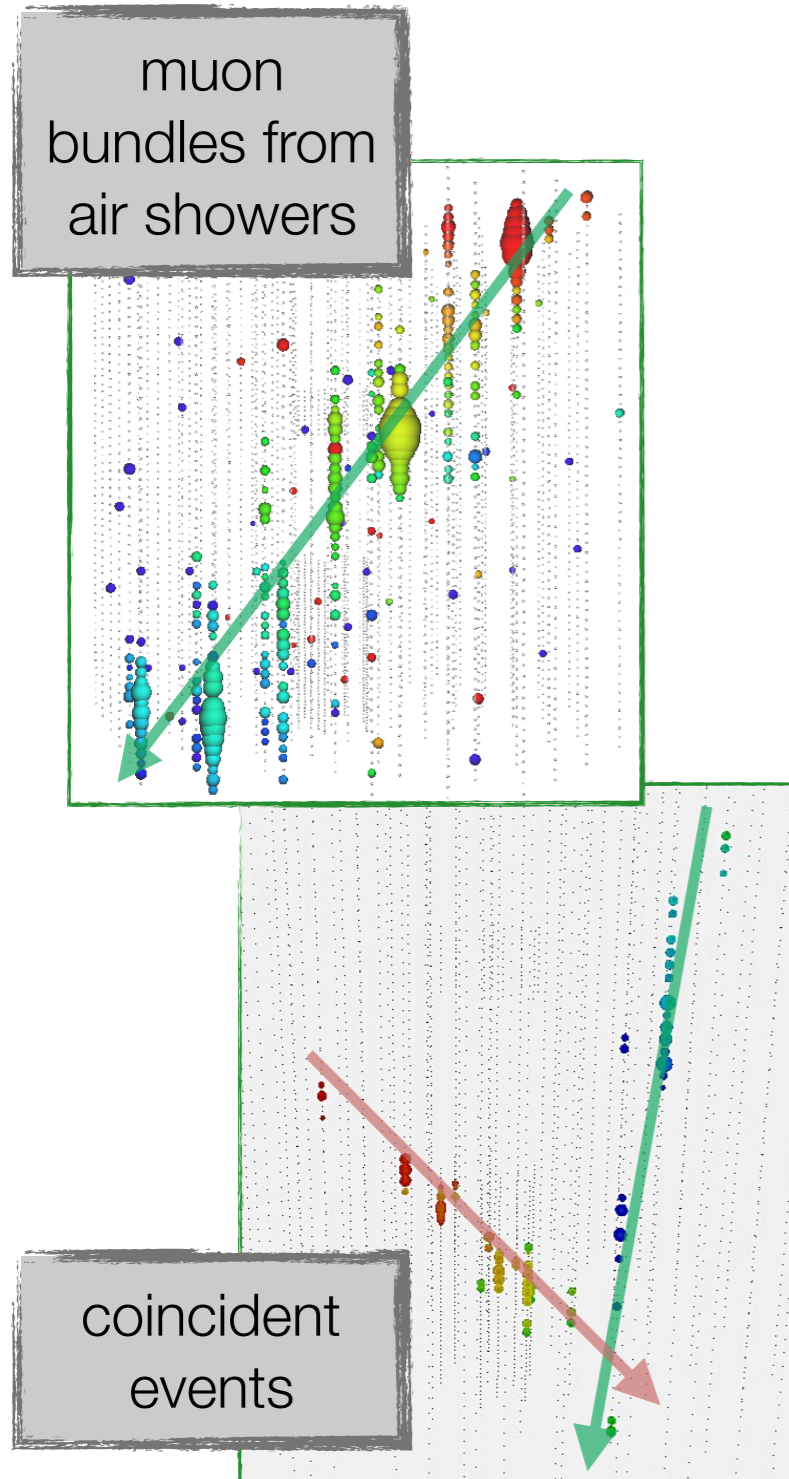 muon
bundles from
air showers
coincident
events